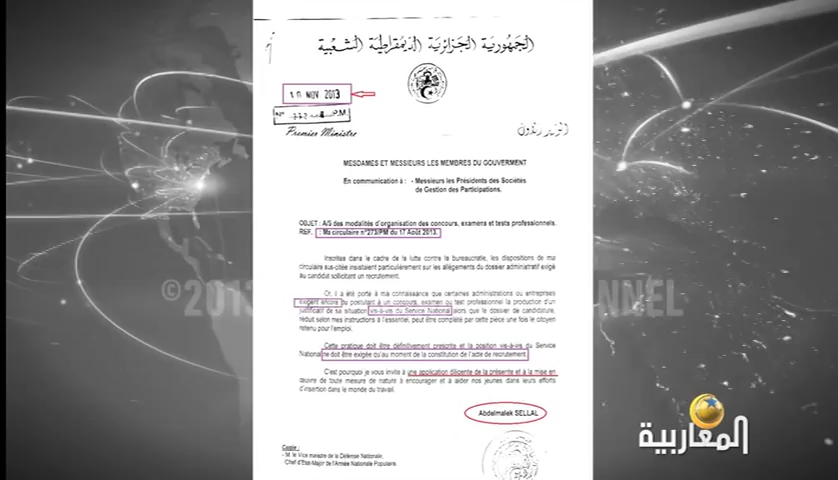 الجمهورية الجزائرية الديمقراطية الشعبية
10 NOV 2013
Premier Ministre
MESDAMES ET MESSIEURS LES MEMBRES DU GOUVERMENT
En communication à : - Messieurs les Présidents des Sociétés
de Gestion des Participations.
OBJET : A/S des modalités d'organisation des concours, examens et tests professionnels.
REF. : Ma circulaire n°273/PM du 17 Août 2013.
Inscrites dans le cadre de la lutte contre la bureaucratie, les dispositions de ma
circulaire sus-citée insistaient particulièrement sur les allègements du dossier administratif exigé
au candidat sollicitant un recrutement.
Or, il a été porté à ma connaissance que certaines administrations ou entreprises
exigent encore du postulant à un concours, examen ou test professionnel la production d'un
justificatif de sa situation vis-à-vis du Service National alors que le dossier de candidature,
réduit selon mes instructions à l'essentiel, peut être complété par cette pièce une fois le citoyen
retenu pour l'emploi.
Cette pratique doit être définitivement proscrite et la position vis-à-vis du Service
National ne doit être exigée qu'au moment de la constitution de l'acte de recrutement.
C'est pourquoi je vous invite à une application diligente de la présente et à la mise en
œuvre de toute mesure de nature à encourager et à aider nos jeunes dans leurs efforts
d'insertion dans le monde du travail.
Abdelmalek SELLAL
Copie :
- M. le Vice ministre de la Défense Nationale,
Chef d'Etat-Major de l'Armée Nationale Populaire
©2013
المغاربية